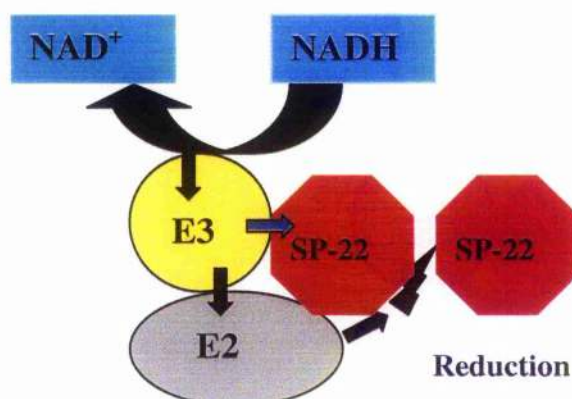 NAD⁺ NADH
E3
SP-22 SP-22
E2
Reduction